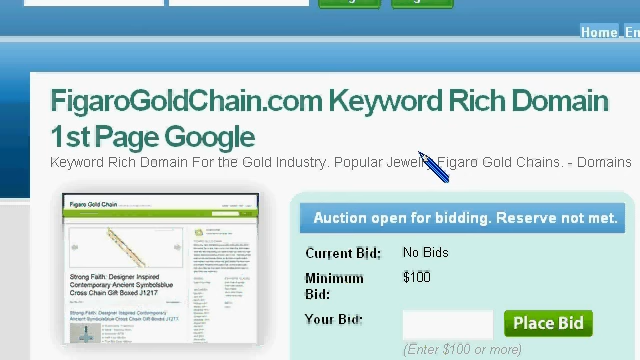 Home En
FigaroGoldChain.com Keyword Rich Domain
1st Page Google
Keyword Rich Domain For the Gold Industry. Popular Jewelry Figaro Gold Chains. - Domains
Figaro Gold Chain
Strong Faith: Designer Inspired
Contemporary Ancient Symbolsblue
Cross Chain Gift Boxed J1217
Auction open for bidding. Reserve not met.
Current Bid: No Bids
Minimum Bid: $100
Your Bid:
Place Bid
(Enter $100 or more)